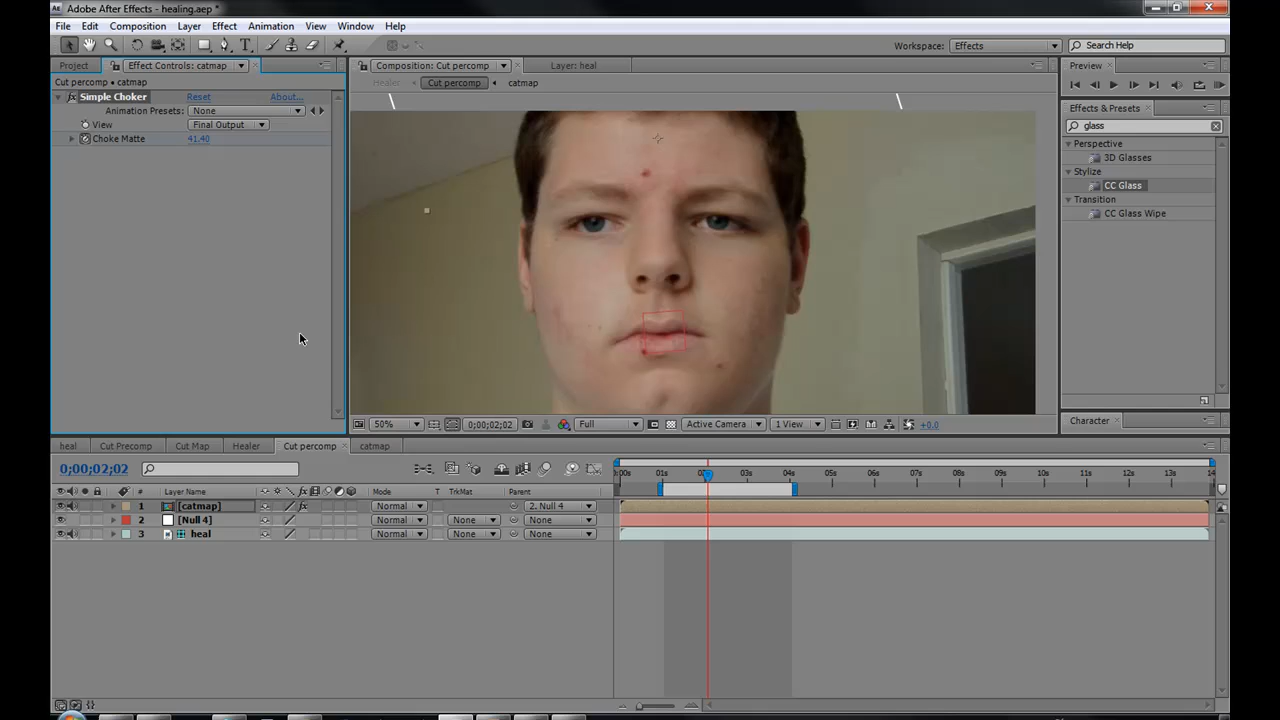 Adobe After Effects - healing.aep *
File Edit Composition Layer Effect Animation View Window Help
Workspace: Effects Search Help
Project Effect Controls: catmap Composition: Cut percomp Layer: heal Preview
Cut percomp • catmap Healer Cut percomp catmap
Simple Choker Reset About...
Animation Presets: None
View Final Output
Choke Matte 41.40
Effects & Presets
glass
Perspective
3D Glasses
Stylize
CC Glass
Transition
CC Glass Wipe
50% 0;00;02;02 Full Active Camera 1 View +0.0
Character
heal Cut Precomp Cut Map Healer Cut percomp catmap
0;00;02;02
01s 03s 04s 05s 06s 07s 08s 09s 10s 11s 12s 13s 14
# Layer Name Mode T TrkMat Parent
1 [catmap] Normal 2. Null 4
2 [Null 4] Normal None None
3 heal Normal None None